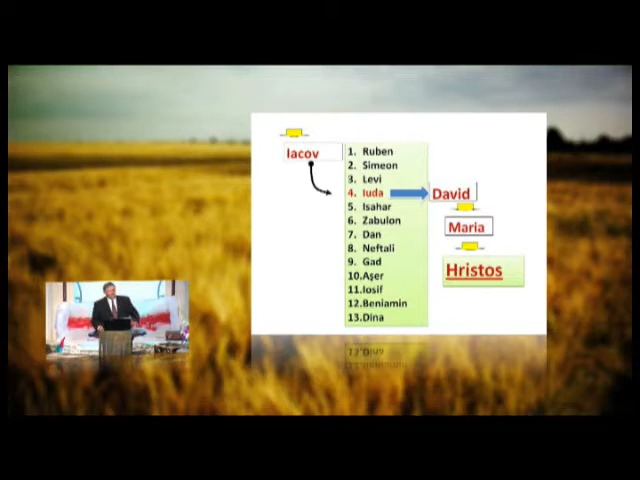 Iacov
1. Ruben
2. Simeon
3. Levi
4. Iuda
5. Isahar
6. Zabulon
7. Dan
8. Neftali
9. Gad
10.Așer
11.Iosif
12.Beniamin
13.Dina
David
Maria
Hristos